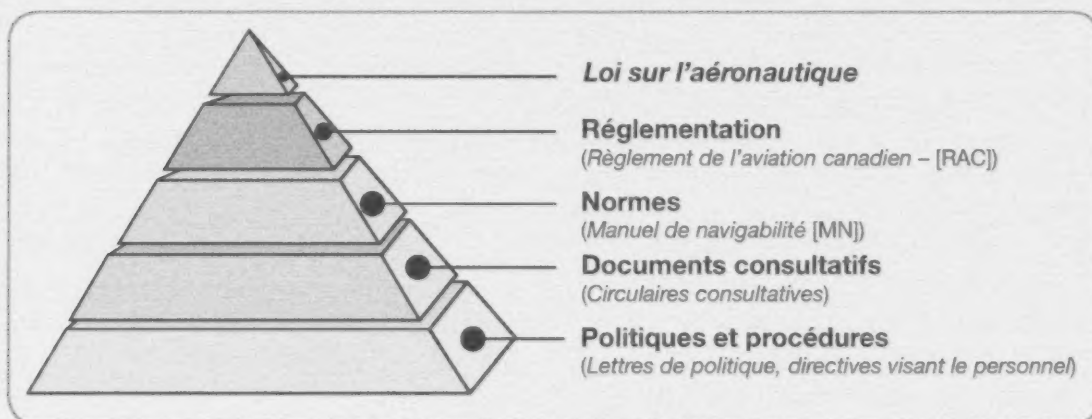 Loi sur l'aéronautique
Réglementation
(Règlement de l'aviation canadien – [RAC])
Normes
(Manuel de navigabilité [MN])
Documents consultatifs
(Circulaires consultatives)
Politiques et procédures
(Lettres de politique, directives visant le personnel)